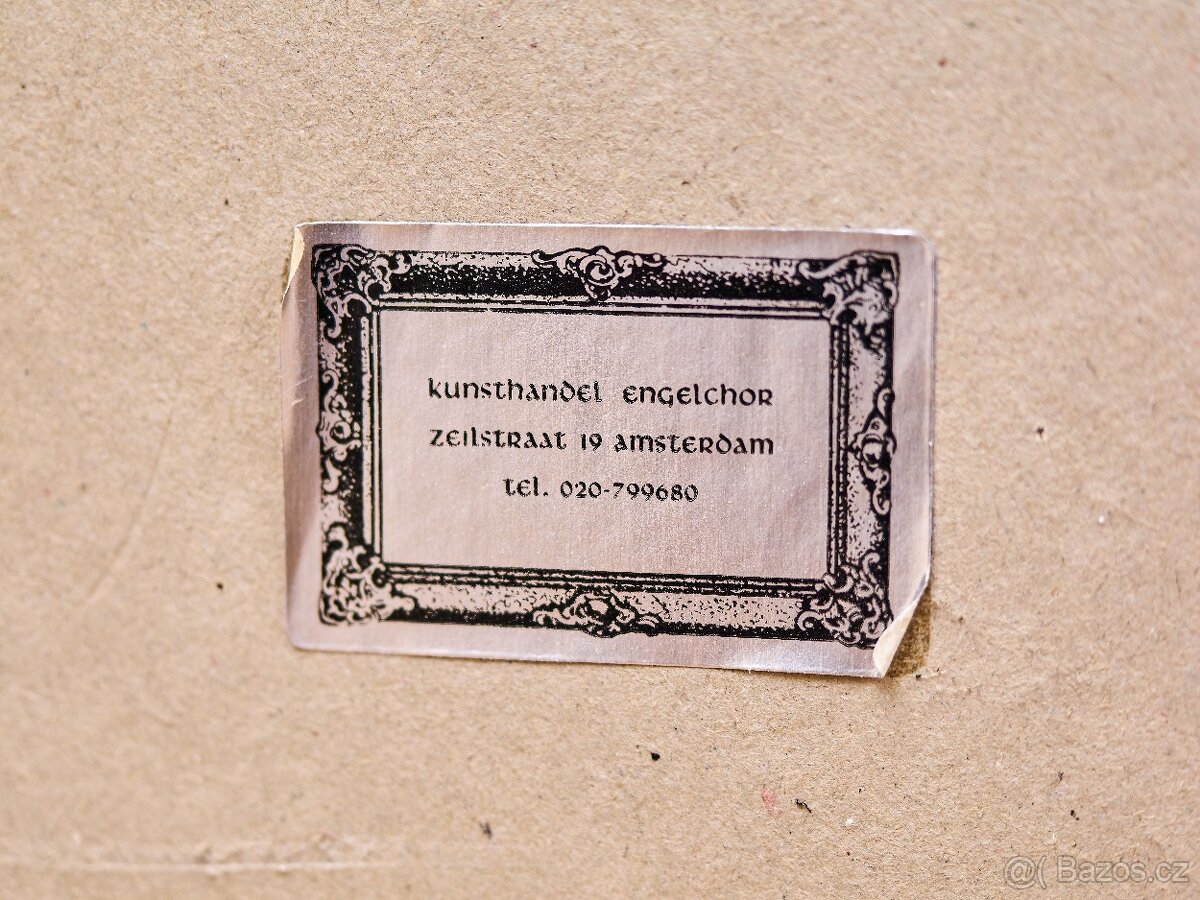 kunsthandel engelchor
zeilstraat 19 amsterdam
tel. 020-799680
@( Bazos.cz